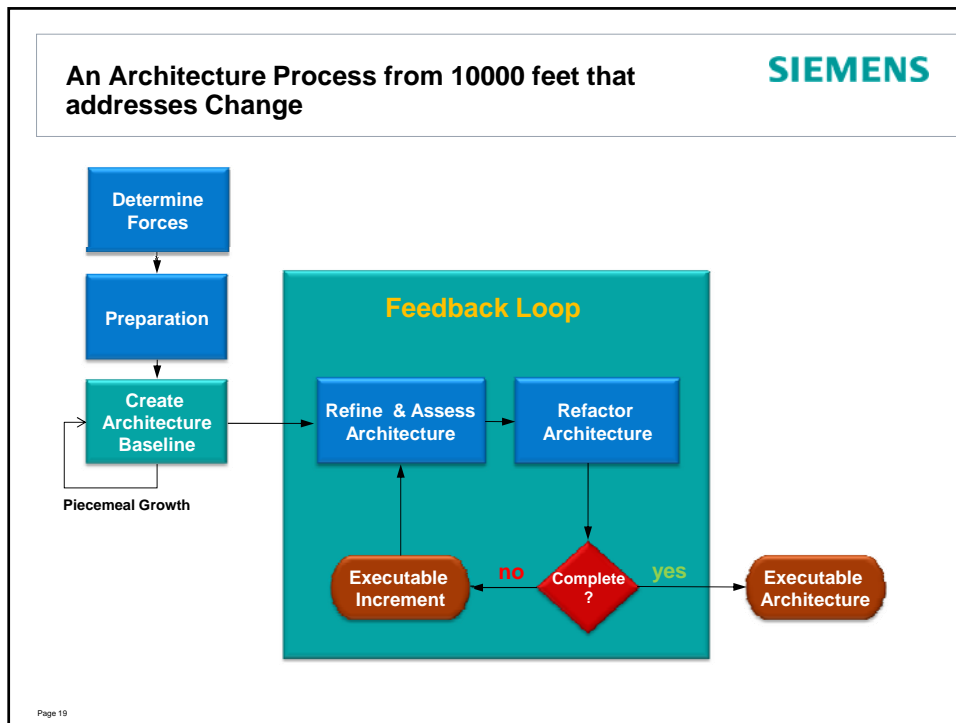 An Architecture Process from 10000 feet that
addresses Change
SIEMENS
Determine
Forces
Preparation
Create
Architecture
Baseline
Piecemeal Growth
Feedback Loop
Refine & Assess
Architecture
Refactor
Architecture
Executable
Increment
no
Complete
?
yes
Executable
Architecture
Page 19